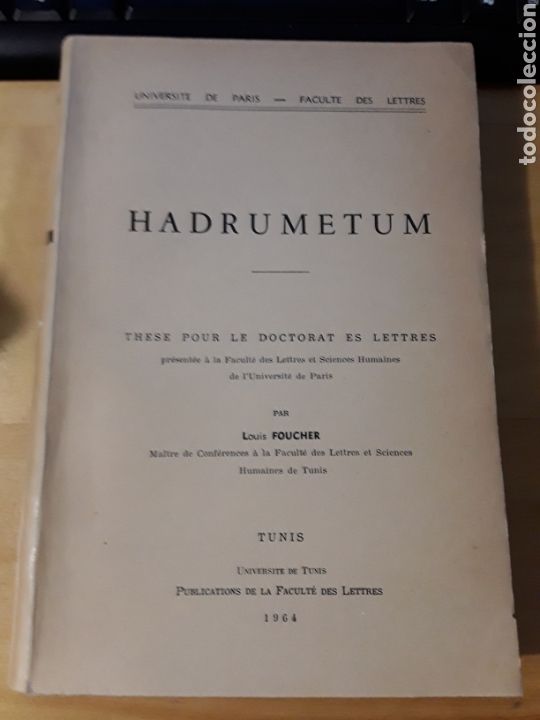 UNIVERSITE DE PARIS — FACULTE DES LETTRES
HADRUMETUM
THESE POUR LE DOCTORAT ES LETTRES
présentée à la Faculté des Lettres et Sciences Humaines
de l'Université de Paris
PAR
Louis FOUCHER
Maître de Conférences à la Faculté des Lettres et Sciences
Humaines de Tunis
TUNIS
UNIVERSITE DE TUNIS
PUBLICATIONS DE LA FACULTÉ DES LETTRES
1964
todocoleccion.net